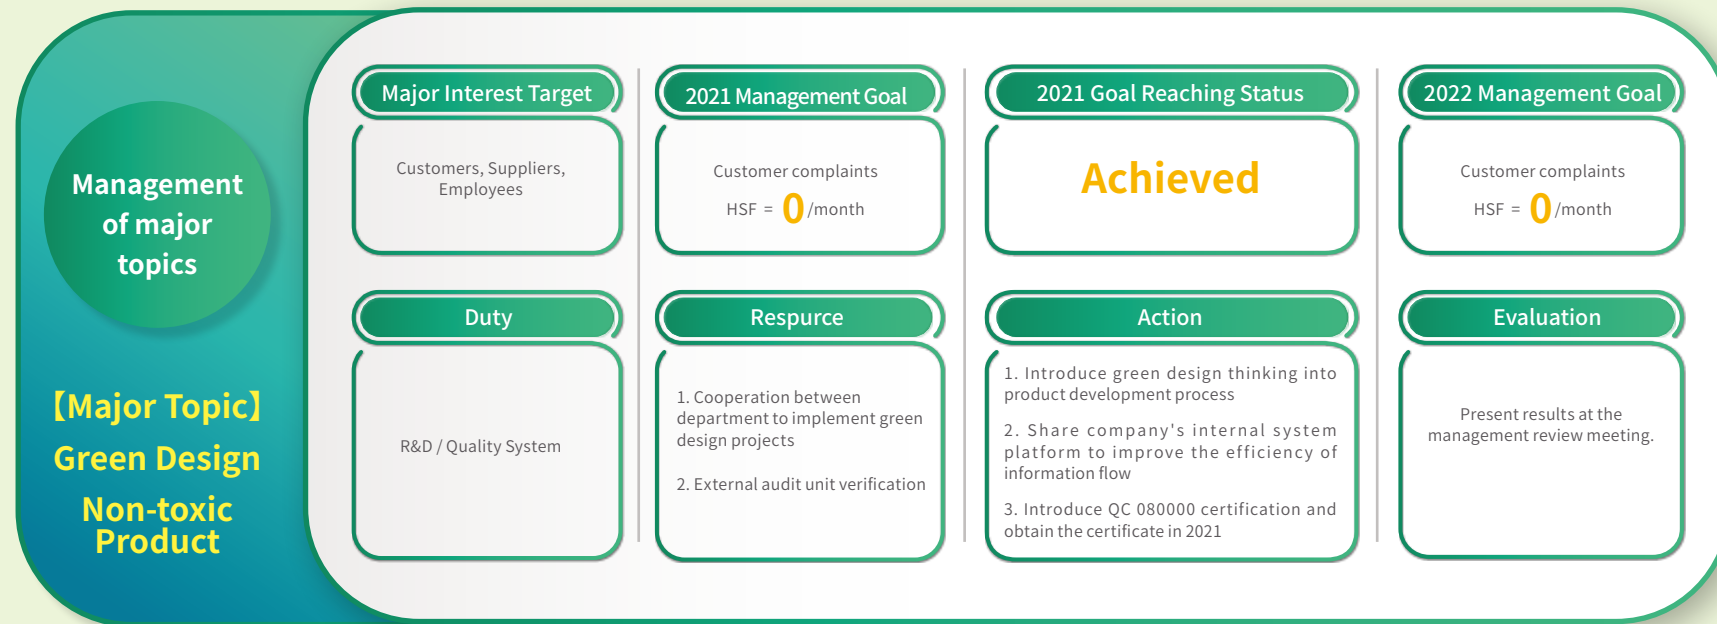 Management
of major
topics
【Major Topic】
Green Design
Non-toxic
Product
Major Interest Target
Customers, Suppliers,
Employees
2021 Management Goal
Customer complaints
HSF = 0 /month
2021 Goal Reaching Status
Achieved
2022 Management Goal
Customer complaints
HSF = 0 /month
Duty
R&D / Quality System
Respurce
1. Cooperation between
department to implement green
design projects
2. External audit unit verification
Action
1. Introduce green design thinking into
product development process
2. Share company's internal system
platform to improve the efficiency of
information flow
3. Introduce QC 080000 certification and
obtain the certificate in 2021
Evaluation
Present results at the
management review meeting.